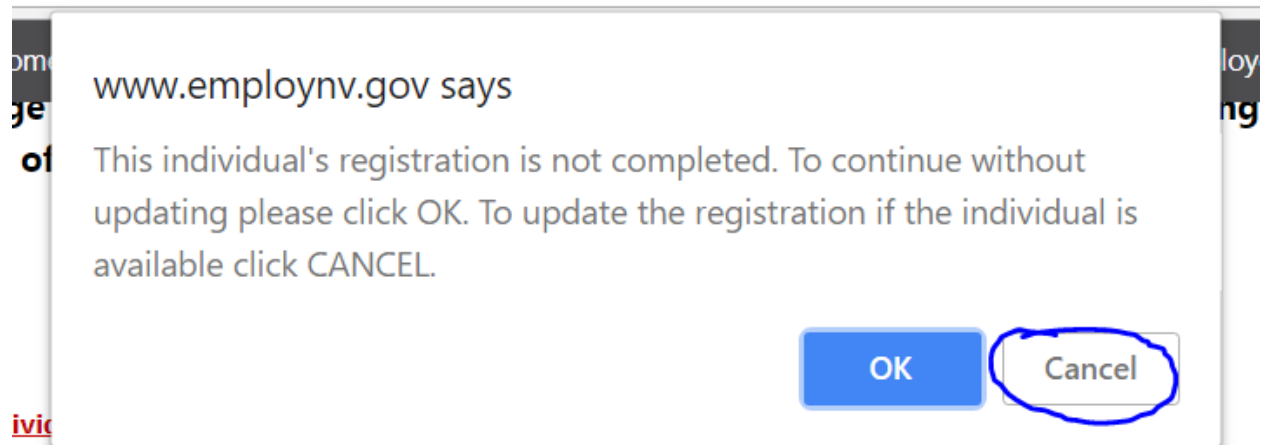 www.employnv.gov says
This individual's registration is not completed. To continue without
updating please click OK. To update the registration if the individual is
available click CANCEL.
OK Cancel
of